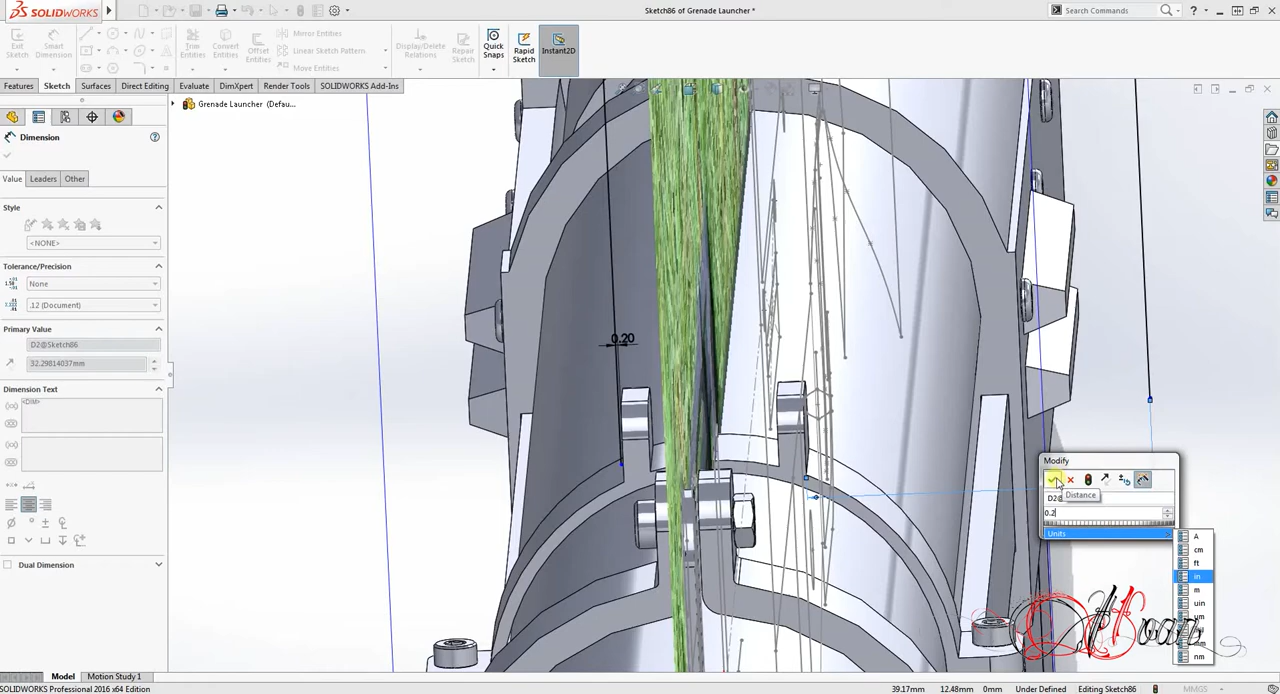 SOLIDWORKS
Sketch86 of Grenade Launcher *
Search Commands
Exit Sketch
Smart Dimension
Trim Entities
Convert Entities
Offset Entities
Mirror Entities
Linear Sketch Pattern
Move Entities
Display/Delete Relations
Repair Sketch
Quick Snaps
Rapid Sketch
Instant2D
Features
Sketch
Surfaces
Direct Editing
Evaluate
DimXpert
Render Tools
SOLIDWORKS Add-Ins
Grenade Launcher (Defau...
Dimension
Value
Leaders
Other
Style
<NONE>
Tolerance/Precision
None
.12 (Document)
Primary Value
D2@Sketch86
32.29814037mm
Dimension Text
<DIM>
Dual Dimension
0.20
Modify
Distance
D2@
0.2
Units
A
cm
ft
in
m
uin
um
nm
Model
Motion Study 1
SOLIDWORKS Professional 2016 x64 Edition
39.17mm
12.48mm
0mm
Under Defined
Editing Sketch86
MMGS